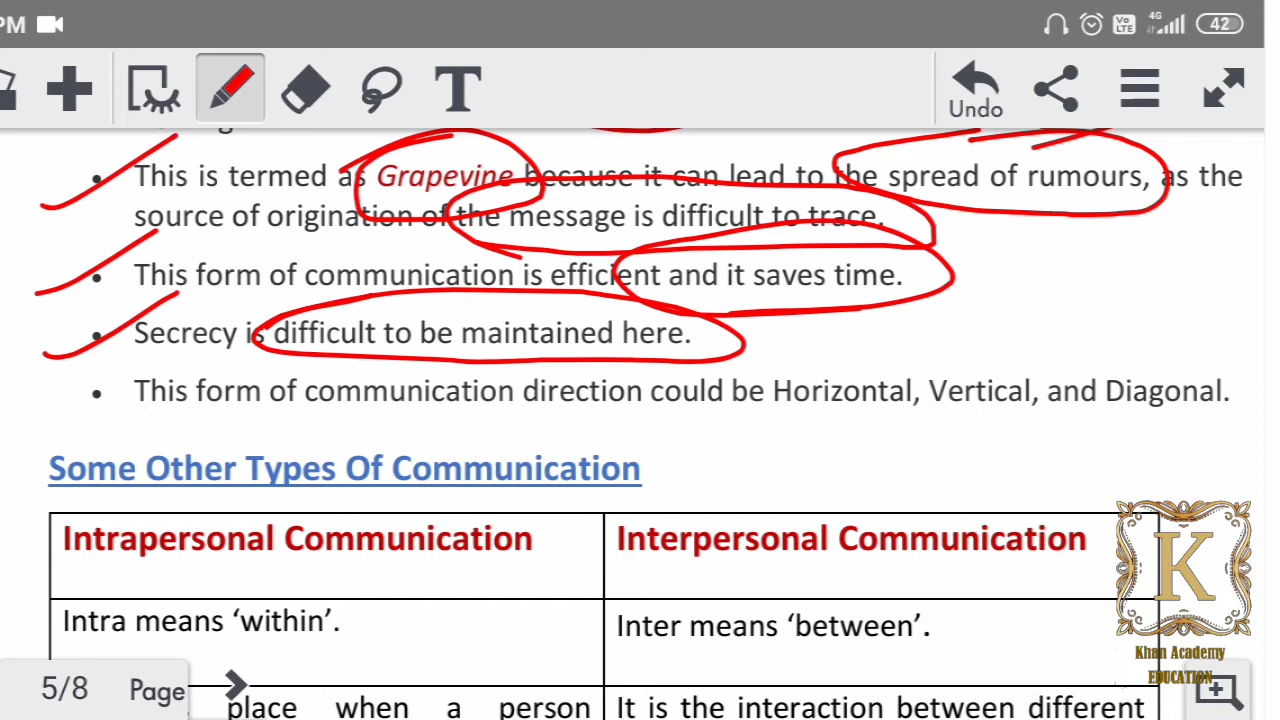 PM
Vo
LTE
4G
42
T
Undo
This is termed as Grapevine because it can lead to the spread of rumours, as the
source of origination of the message is difficult to trace.
This form of communication is efficient and it saves time.
Secrecy is difficult to be maintained here.
This form of communication direction could be Horizontal, Vertical, and Diagonal.
Some Other Types Of Communication
Intrapersonal Communication
Interpersonal Communication
Intra means ‘within’.
Inter means ‘between’.
place when a person
It is the interaction between different
K
Khan Academy
EDUCATION
5/8 Page